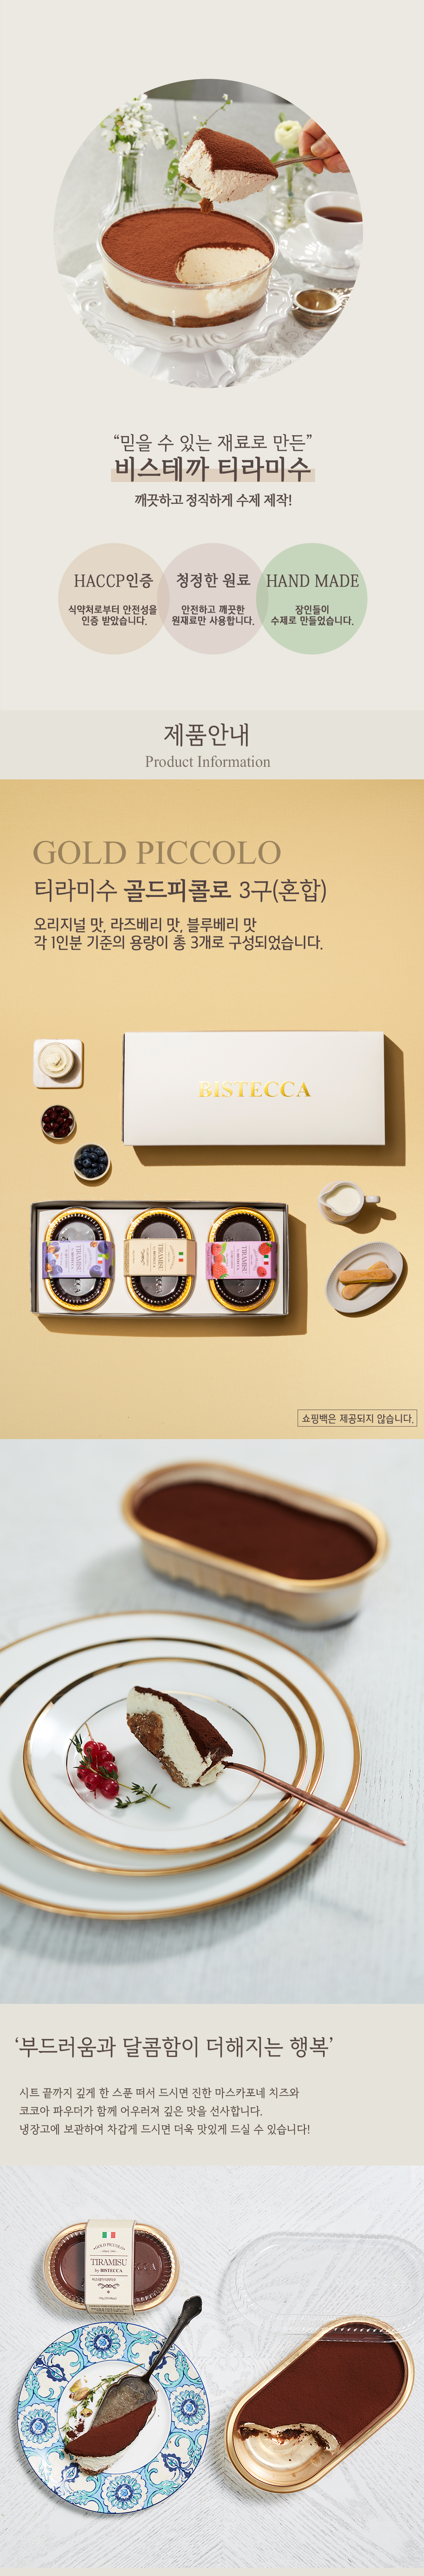 “믿을 수 있는 재료로 만든”
비스테까 티라미수
깨끗하고 정직하게 수제 제작!
HACCP인증
식약처로부터 안전성을
인증 받았습니다.
청정한 원료
안전하고 깨끗한
원재료만 사용합니다.
HAND MADE
장인들이
수제로 만들었습니다.
제품안내
Product Information
GOLD PICCOLO
티라미수 골드피콜로 3구(혼합)
오리지널 맛, 라즈베리 맛, 블루베리 맛
각 1인분 기준의 용량이 총 3개로 구성되었습니다.
BISTECCA
TIRAMISU
TIRAMISU
TIRAMISU
쇼핑백은 제공되지 않습니다.
‘부드러움과 달콤함이 더해지는 행복’
시트 끝까지 깊게 한 스푼 떠서 드시면 진한 마스카포네 치즈와
코코아 파우더가 함께 어우러져 깊은 맛을 선사합니다.
냉장고에 보관하여 차갑게 드시면 더욱 맛있게 드실 수 있습니다!
GOLD PICCOLO
TIRAMISU
by BISTECCA